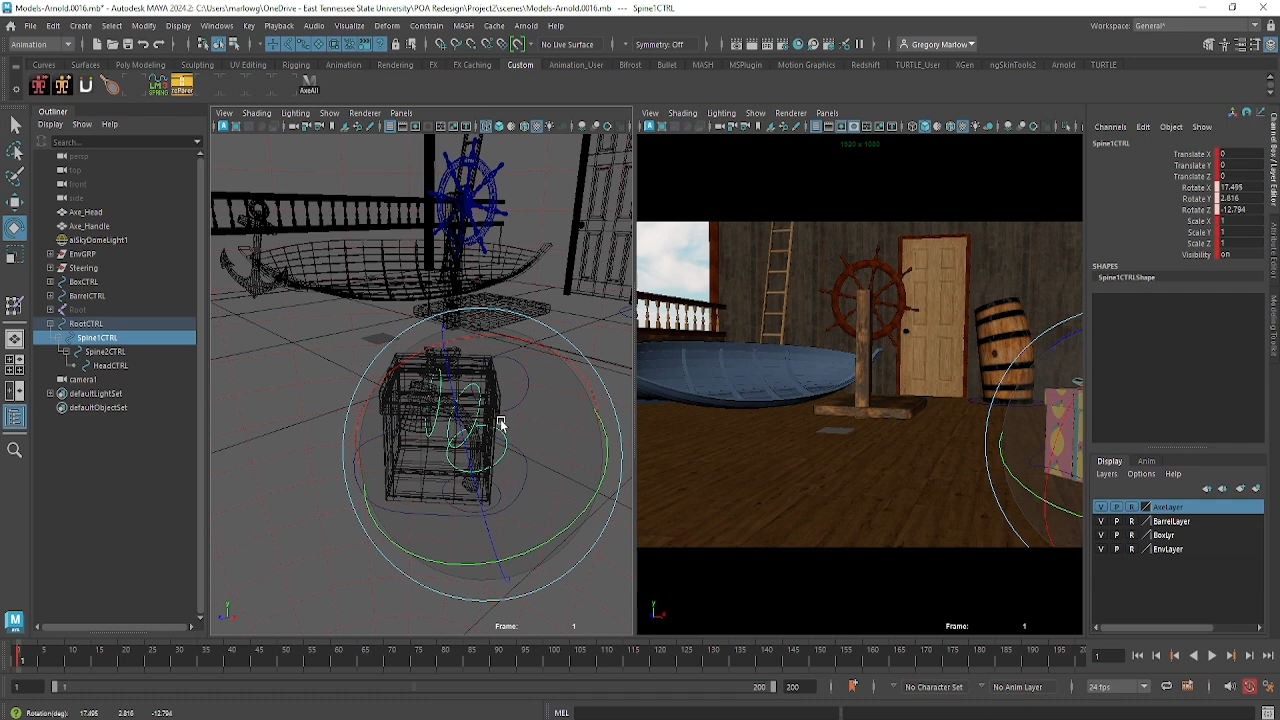 Models-Arnold.0016.mb* - Autodesk MAYA 2024.2: C:\Users\marlowg\OneDrive - East Tennessee State University\POA Redesign\Project2\scenes\Models-Arnold.0016.mb --- Spine1CTRL
File Edit Create Select Modify Display Windows Key Playback Audio Visualize Deform Constrain MASH Cache Arnold Help
Workspace: General*
Animation
No Live Surface
Symmetry: Off
Gregory Marlow
Curves Surfaces Poly Modeling Sculpting UV Editing Rigging Animation Rendering FX FX Caching Custom Animation_User Bifrost Bullet MASH MSPlugin Motion Graphics Redshift TURTLE_User XGen ngSkinTools2 Arnold TURTLE
AxeAll
Outliner
Display Show Help
Search...
persp
top
front
side
Axe_Head
Axe_Handle
aiSkyDomeLight1
EnvGRP
Steering
BoxCTRL
BarrelCTRL
Root
RootCTRL
Spine1CTRL
Spine2CTRL
HeadCTRL
camera1
defaultLightSet
defaultObjectSet
View Shading Lighting Show Renderer Panels
Frame: 1
View Shading Lighting Show Renderer Panels
Frame: 1
Channels Edit Object Show
Spine1CTRL
Translate X 0
Translate Y 0
Translate Z 0
Rotate X 17.495
Rotate Y 2.816
Rotate Z -12.794
Scale X 1
Scale Y 1
Scale Z 1
Visibility on
SHAPES
Spine1CTRLShape
Display Anim
Layers Options Help
V P R AxeLayer
V P R BarrelLayer
V P R BoxLyr
V P R EnvLayer
Channel Box / Layer Editor
Modeling Toolkit
5 10 15 20 25 30 35 40 45 50 55 60 65 70 75 80 85 90 95 100 105 110 115 120 125 130 135 140 145 150 155 160 165 170 175 180 185 190 195
1
1
1 1 200 200
No Character Set
No Anim Layer
24 fps
Rotation(deg): 17.495 2.816 -12.794
MEL